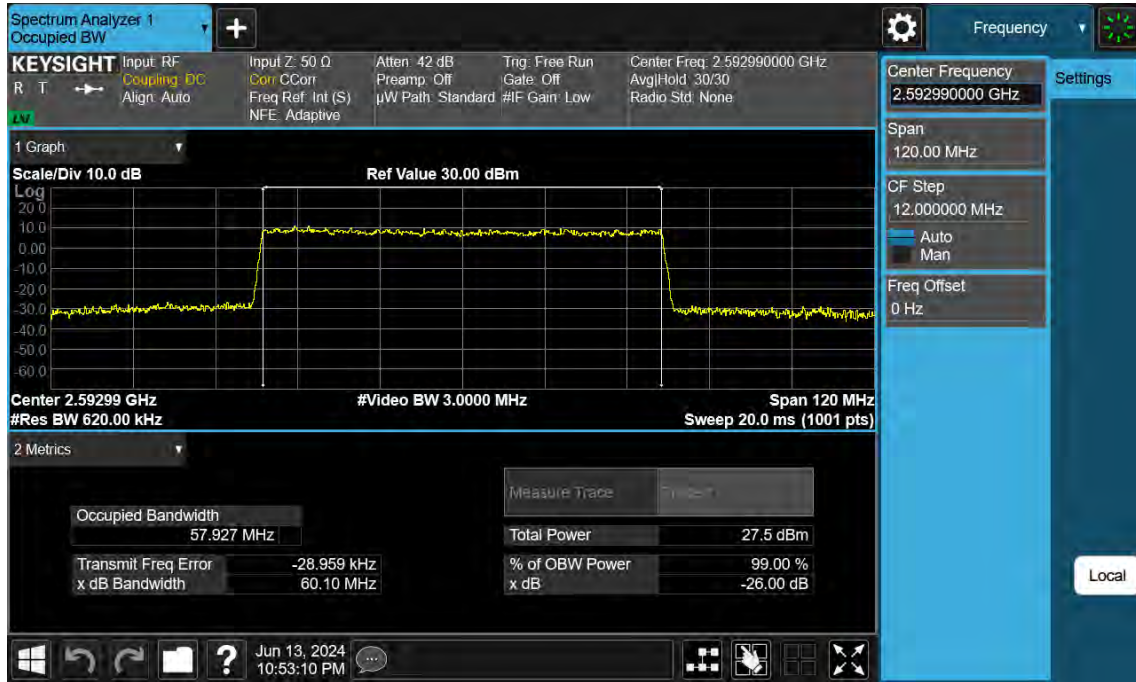 Spectrum Analyzer 1
Occupied BW
+
Frequency
KEYSIGHT
R T
LXI
Input: RF
Coupling: DC
Align: Auto
Input Z: 50 Ω
Corr CCorr
Freq Ref: Int (S)
NFE: Adaptive
Atten: 42 dB
Preamp: Off
µW Path: Standard
Trig: Free Run
Gate: Off
#IF Gain: Low
Center Freq: 2.592990000 GHz
Avg|Hold: 30/30
Radio Std: None
Center Frequency
2.592990000 GHz
Settings
Span
120.00 MHz
CF Step
12.000000 MHz
Auto
Man
Freq Offset
0 Hz
Local
1 Graph
Scale/Div 10.0 dB
Ref Value 30.00 dBm
Log
20.0
10.0
0.00
-10.0
-20.0
-30.0
-40.0
-50.0
-60.0
Center 2.59299 GHz
#Video BW 3.0000 MHz
Span 120 MHz
#Res BW 620.00 kHz
Sweep 20.0 ms (1001 pts)
2 Metrics
Measure Trace
Occupied Bandwidth
57.927 MHz
Total Power 27.5 dBm
Transmit Freq Error -28.959 kHz
% of OBW Power 99.00 %
x dB Bandwidth 60.10 MHz
x dB -26.00 dB
?
Jun 13, 2024
10:53:10 PM